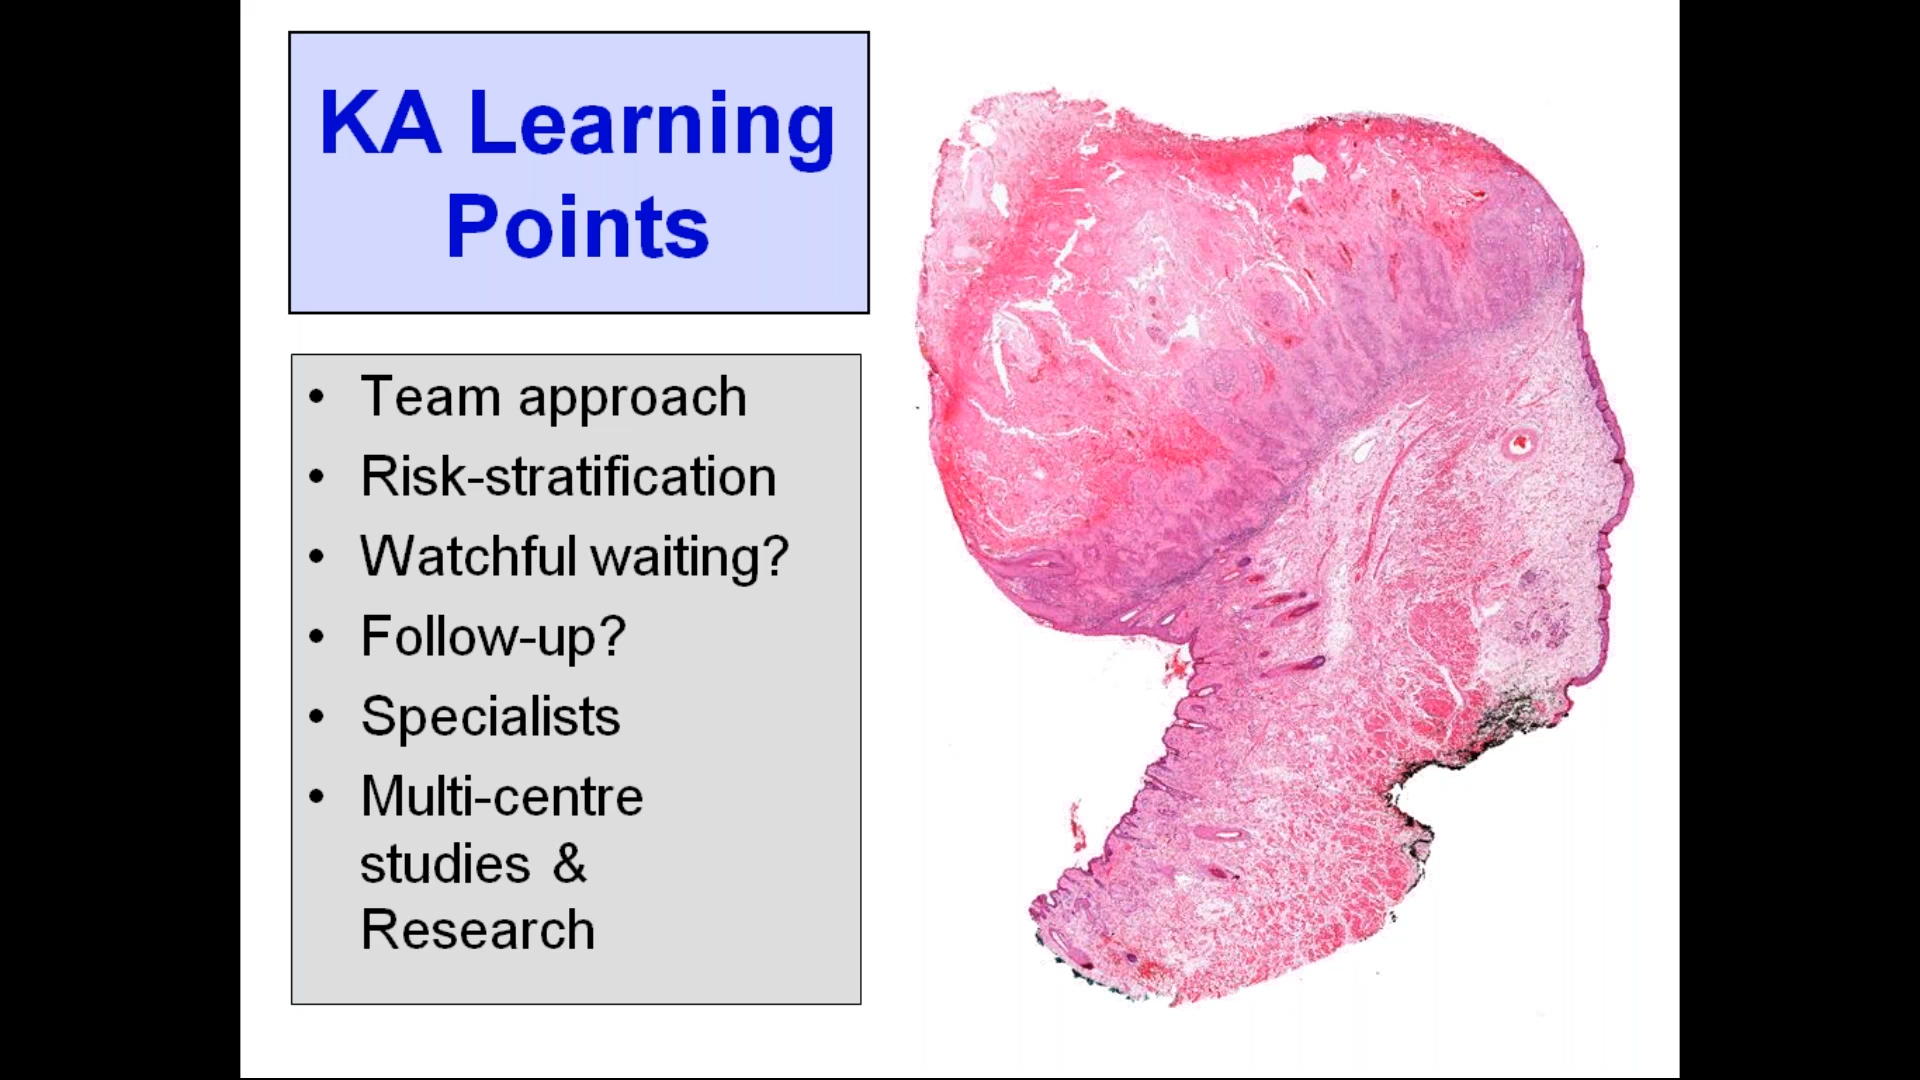 KA Learning
Points
• Team approach
• Risk-stratification
• Watchful waiting?
• Follow-up?
• Specialists
• Multi-centre
studies &
Research